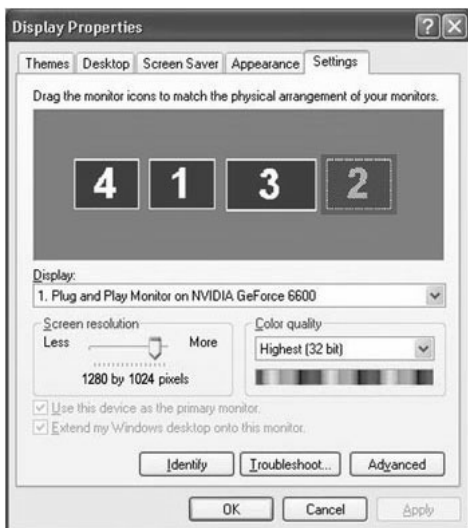 Display Properties
Themes Desktop Screen Saver Appearance Settings
Drag the monitor icons to match the physical arrangement of your monitors.
4 1 3 2
Display:
1. Plug and Play Monitor on NVIDIA GeForce 6600
Screen resolution
Less More
1280 by 1024 pixels
Color quality
Highest (32 bit)
Use this device as the primary monitor.
Extend my Windows desktop onto this monitor.
Identify Troubleshoot... Advanced
OK Cancel Apply